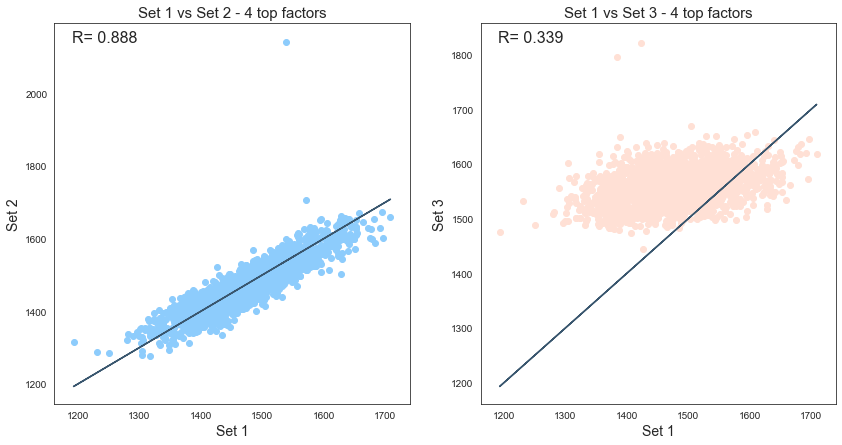 Set 1 vs Set 2 - 4 top factors
R= 0.888
2000
1800
1600
1400
1200
Set 2
1200 1300 1400 1500 1600 1700
Set 1
Set 1 vs Set 3 - 4 top factors
R= 0.339
1800
1700
1600
1500
1400
1300
1200
Set 3
1200 1300 1400 1500 1600 1700
Set 1